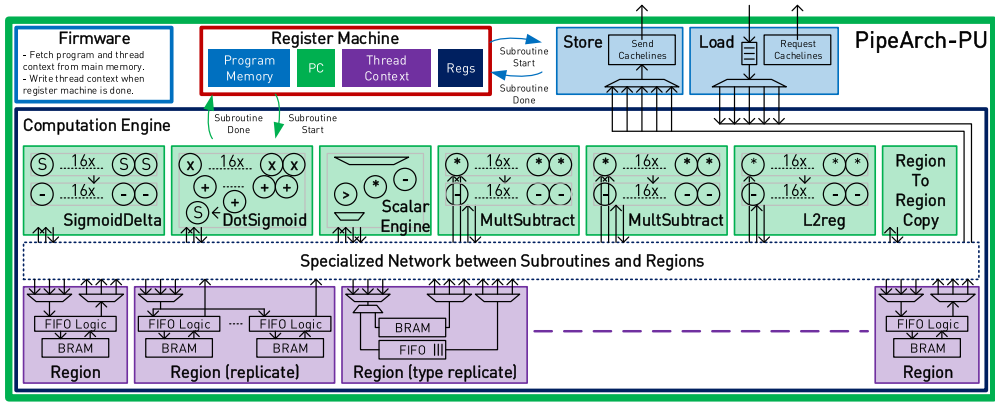 PipeArch-PU
Firmware
- Fetch program and thread
context from main memory.
- Write thread context when
register machine is done.
Register Machine
Program
Memory
PC
Thread
Context
Regs
Subroutine
Start
Subroutine
Done
Store
Send
Cachelines
Load
Request
Cachelines
Subroutine
Done
Subroutine
Start
Computation Engine
S 16x S S
- 16x - -
SigmoidDelta
x 16x x x
+ + +
S + 
DotSigmoid
> * -
Scalar
Engine
* 16x * *
- 16x - -
MultSubtract
* 16x * *
- 16x - -
MultSubtract
* 16x * *
- 16x - -
L2reg
Region
To
Region
Copy
Specialized Network between Subroutines and Regions
FIFO Logic
BRAM
Region
FIFO Logic
BRAM
FIFO Logic
BRAM
Region (replicate)
BRAM
FIFO
Region (type replicate)
FIFO Logic
BRAM
Region